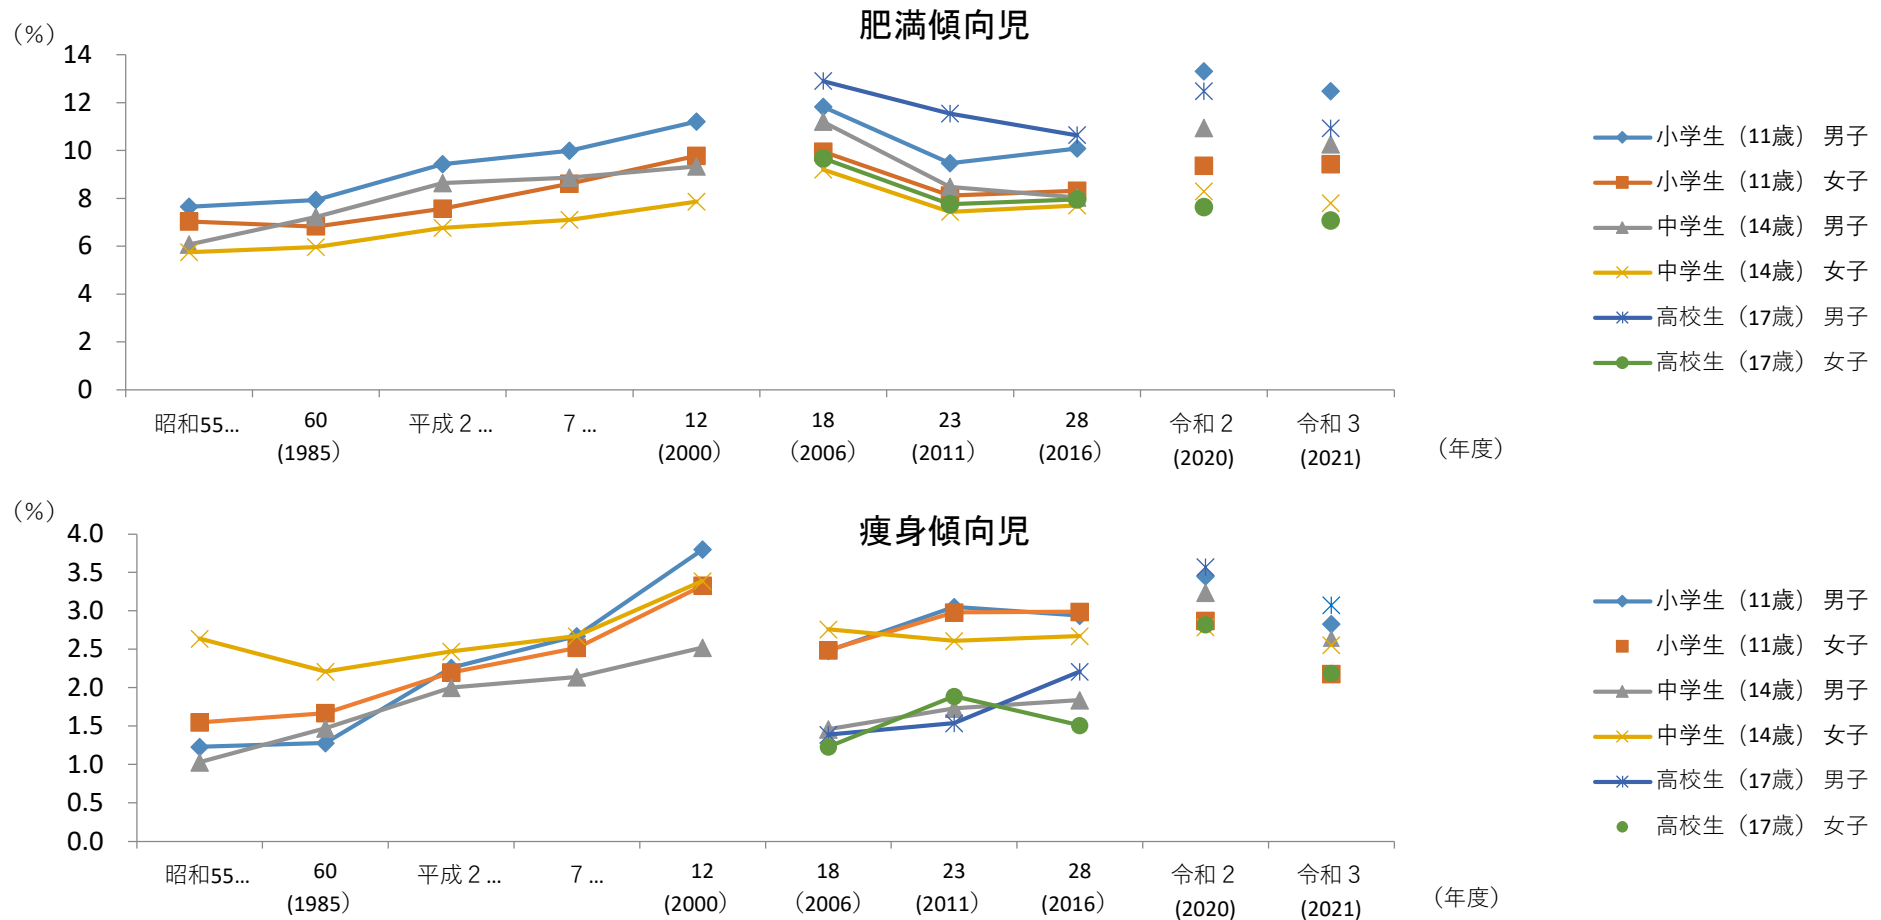 肥満傾向児
（%）
14
12
10
8
6
4
2
0
昭和55…
60
(1985）
平成２…
７…
12
(2000）
18
（2006）
23
(2011）
28
(2016）
令和２
(2020)
令和３
(2021)
（年度）
小学生（11歳） 男子
小学生（11歳） 女子
中学生（14歳） 男子
中学生（14歳） 女子
高校生（17歳） 男子
高校生（17歳） 女子
痩身傾向児
（%）
4.0
3.5
3.0
2.5
2.0
1.5
1.0
0.5
0.0
昭和55…
60
(1985）
平成２…
７…
12
(2000）
18
（2006）
23
(2011）
28
(2016）
令和２
(2020)
令和３
(2021)
（年度）
小学生（11歳） 男子
小学生（11歳） 女子
中学生（14歳） 男子
中学生（14歳） 女子
高校生（17歳） 男子
高校生（17歳） 女子